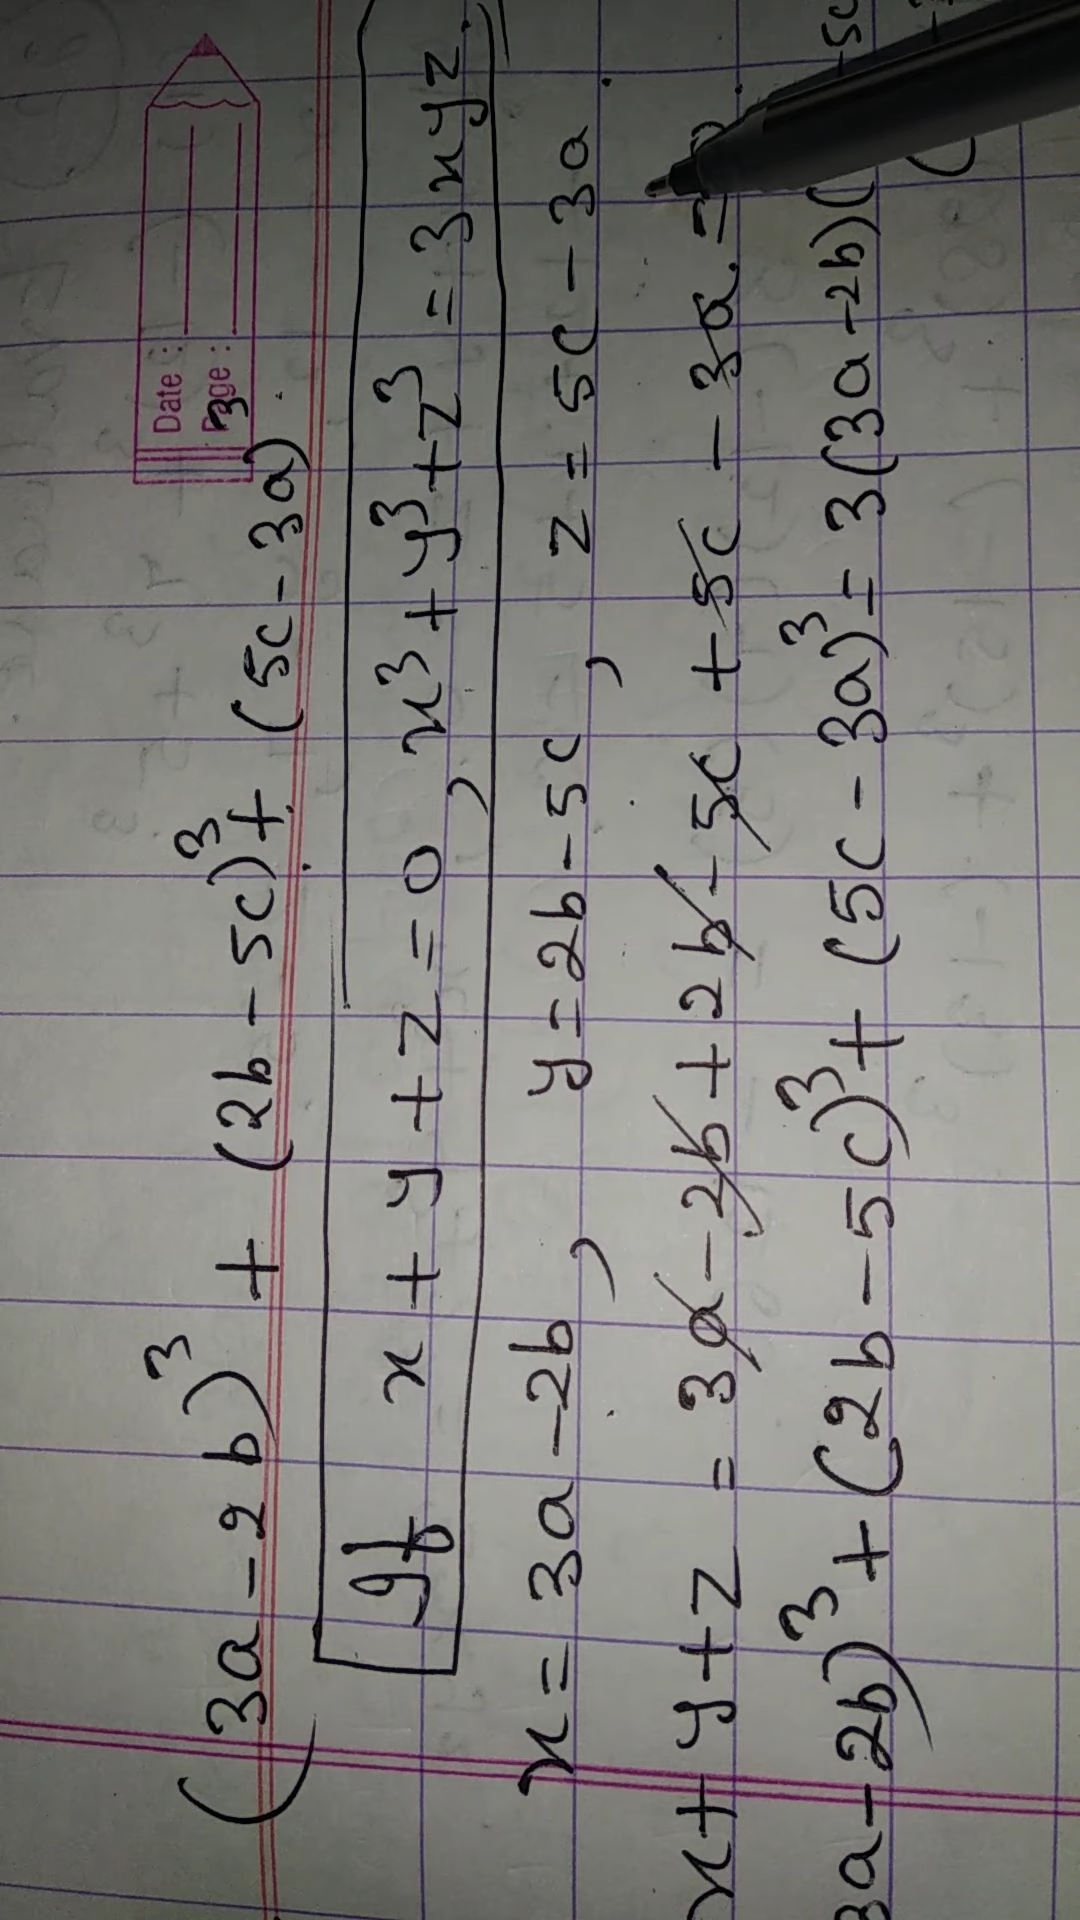 Date :
Page :
(3a-2b)³ + (2b-5c)³ + (5c-3a)³
If x+y+z=0, x³+y³+z³=3xyz.
x=3a-2b, y=2b-5c, z=5c-3a
x+y+z = 3a-2b+2b-5c+5c-3a. =
3a-2b)³+(2b-5c)³+(5c-3a)³=3(3a-2b)(